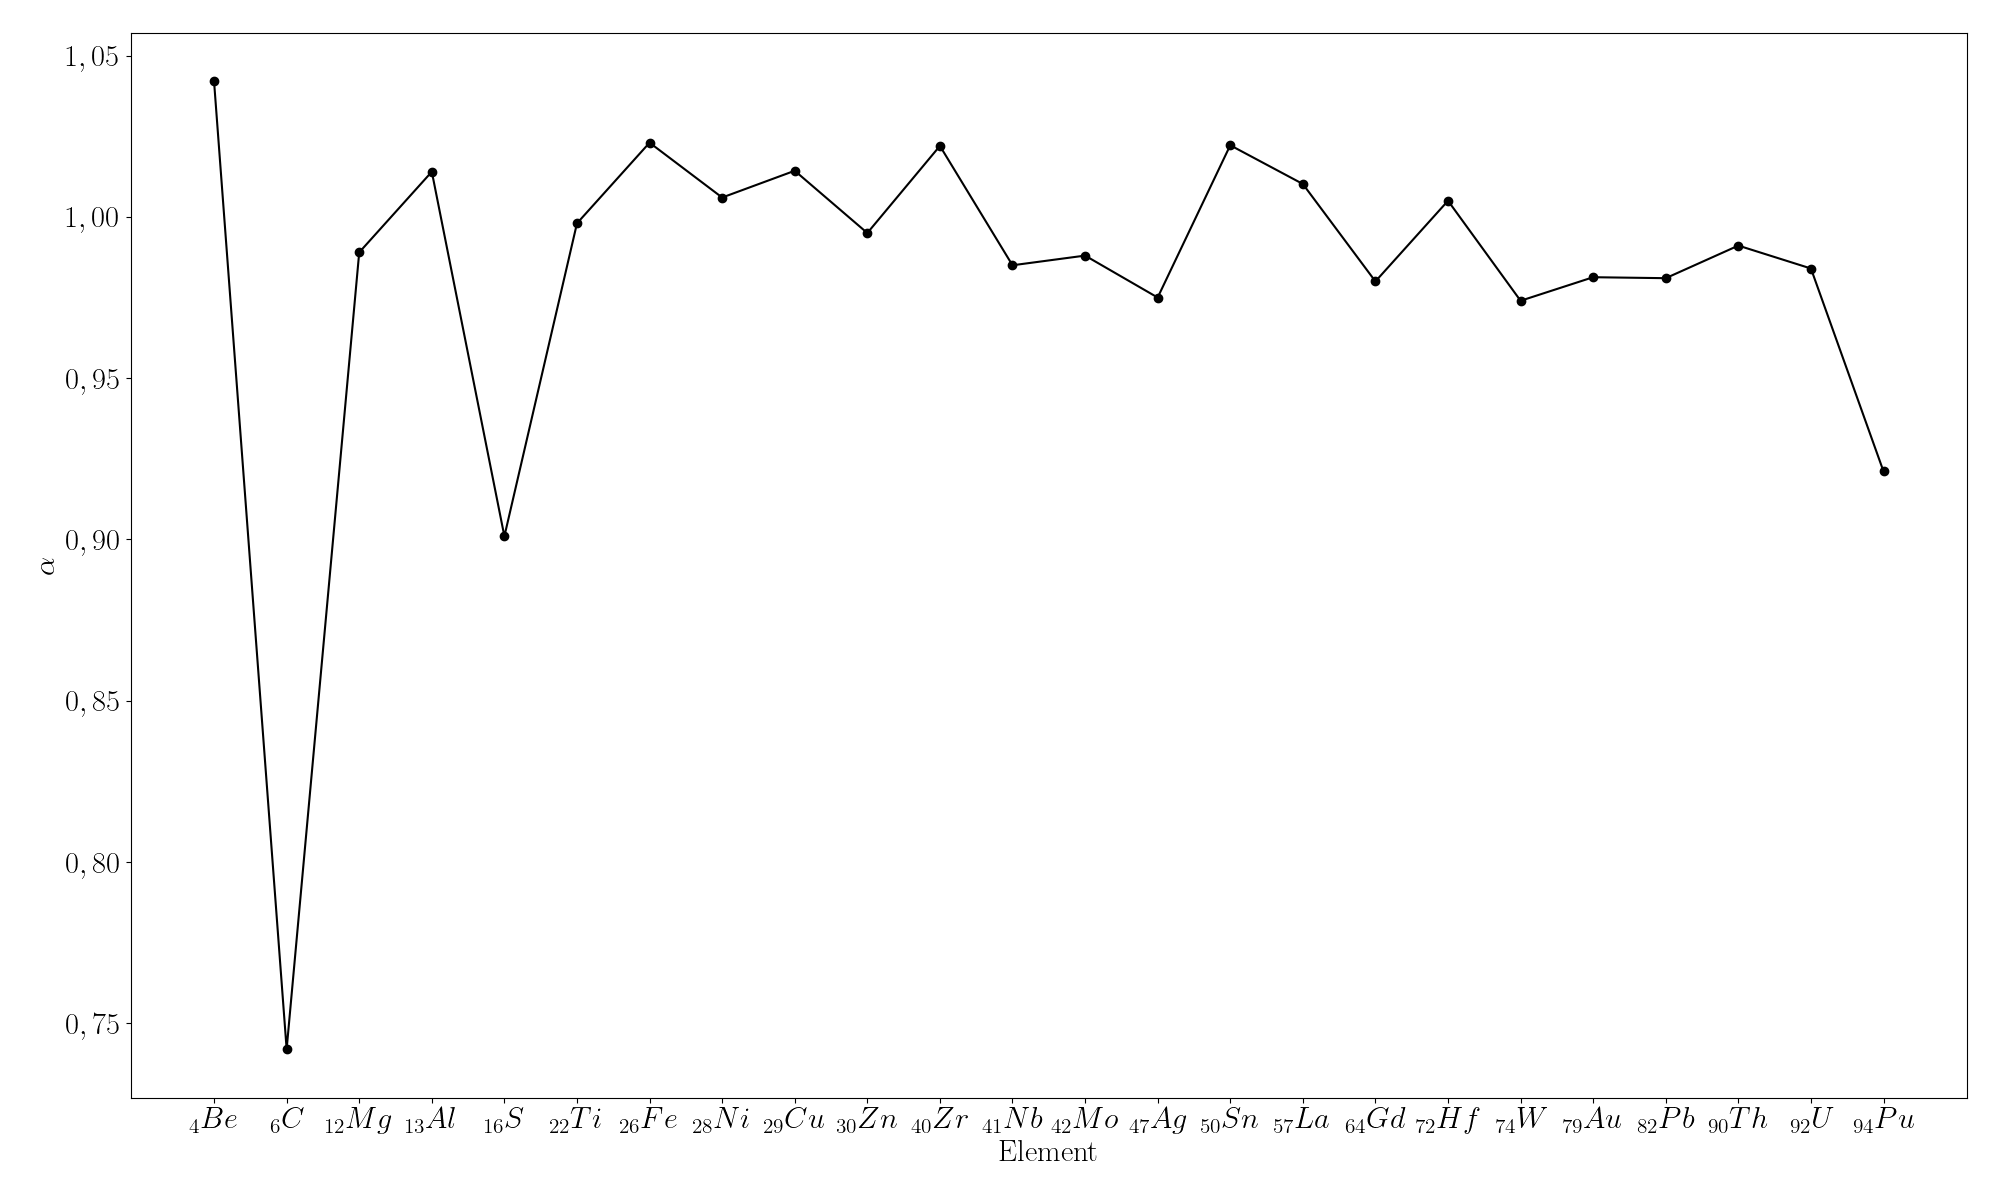 1,05
1,00
0,95
0,90
0,85
0,80
0,75
α
₄Be ₆C ₁₂Mg ₁₃Al ₁₆S ₂₂Ti ₂₆Fe ₂₈Ni ₂₉Cu ₃₀Zn ₄₀Zr ₄₁Nb ₄₂Mo ₄₇Ag ₅₀Sn ₅₇La ₆₄Gd ₇₂Hf ₇₄W ₇₉Au ₈₂Pb ₉₀Th ₉₂U ₉₄Pu
Element